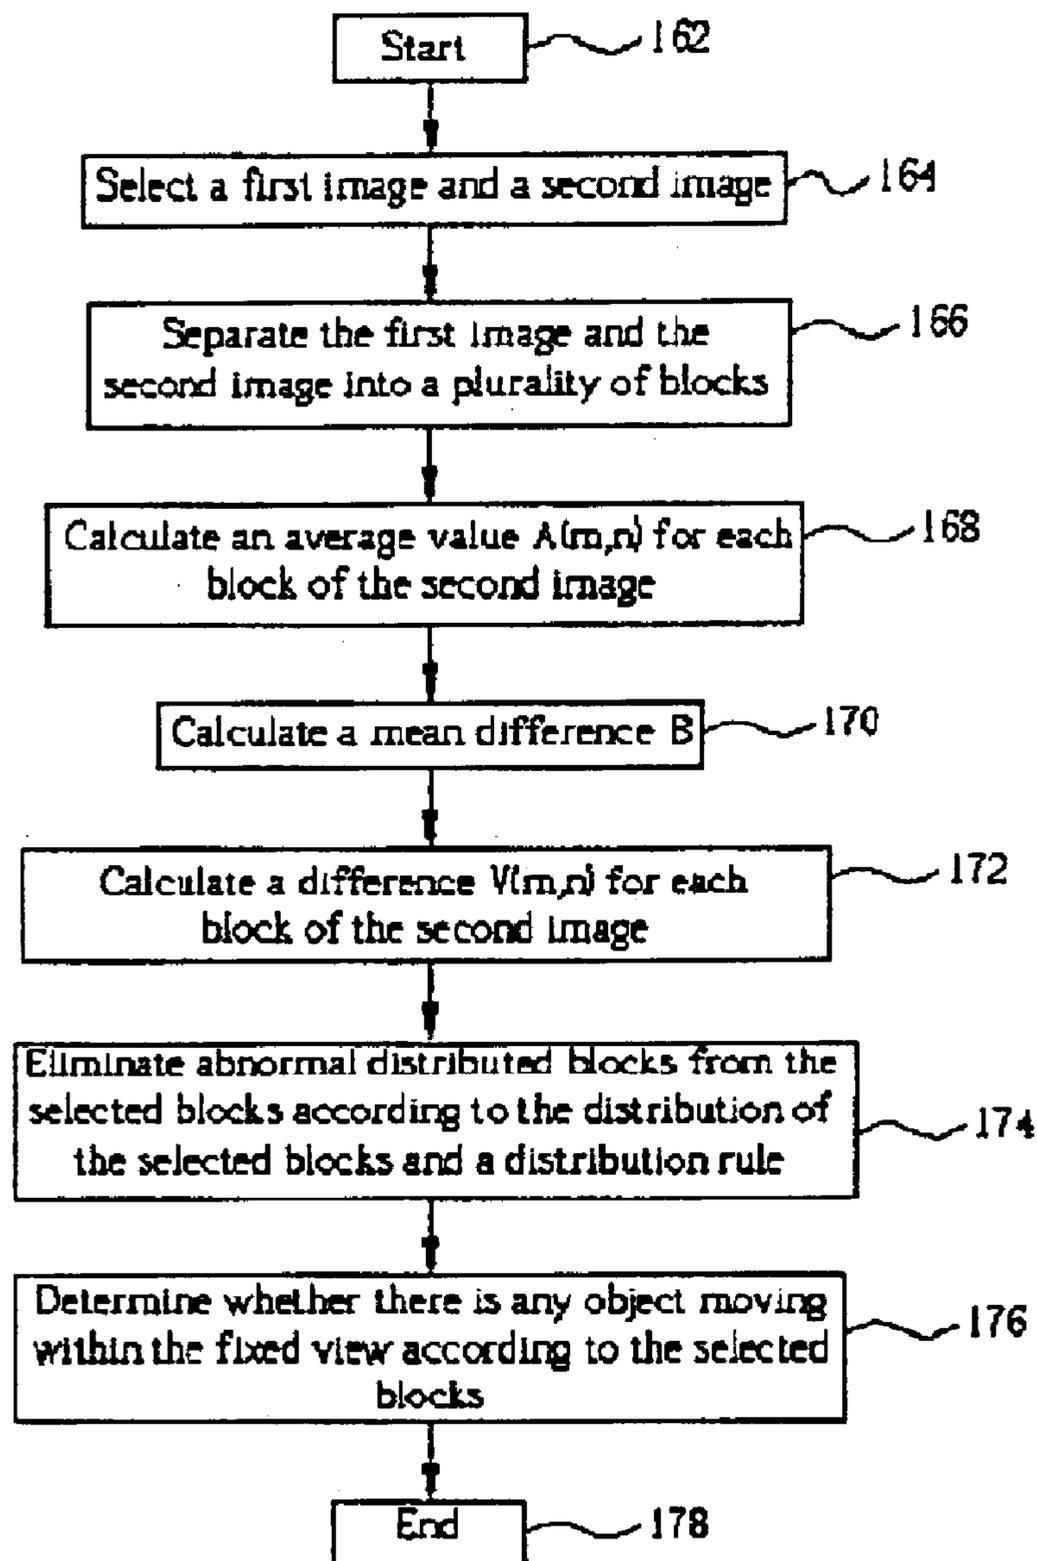 Start
162
Select a first image and a second image
164
Separate the first image and the
second image into a plurality of blocks
166
Calculate an average value A(m,n) for each
block of the second image
168
Calculate a mean difference B
170
Calculate a difference V(m,n) for each
block of the second image
172
Eliminate abnormal distributed blocks from the
selected blocks according to the distribution of
the selected blocks and a distribution rule
174
Determine whether there is any object moving
within the fixed view according to the selected
blocks
176
End
178